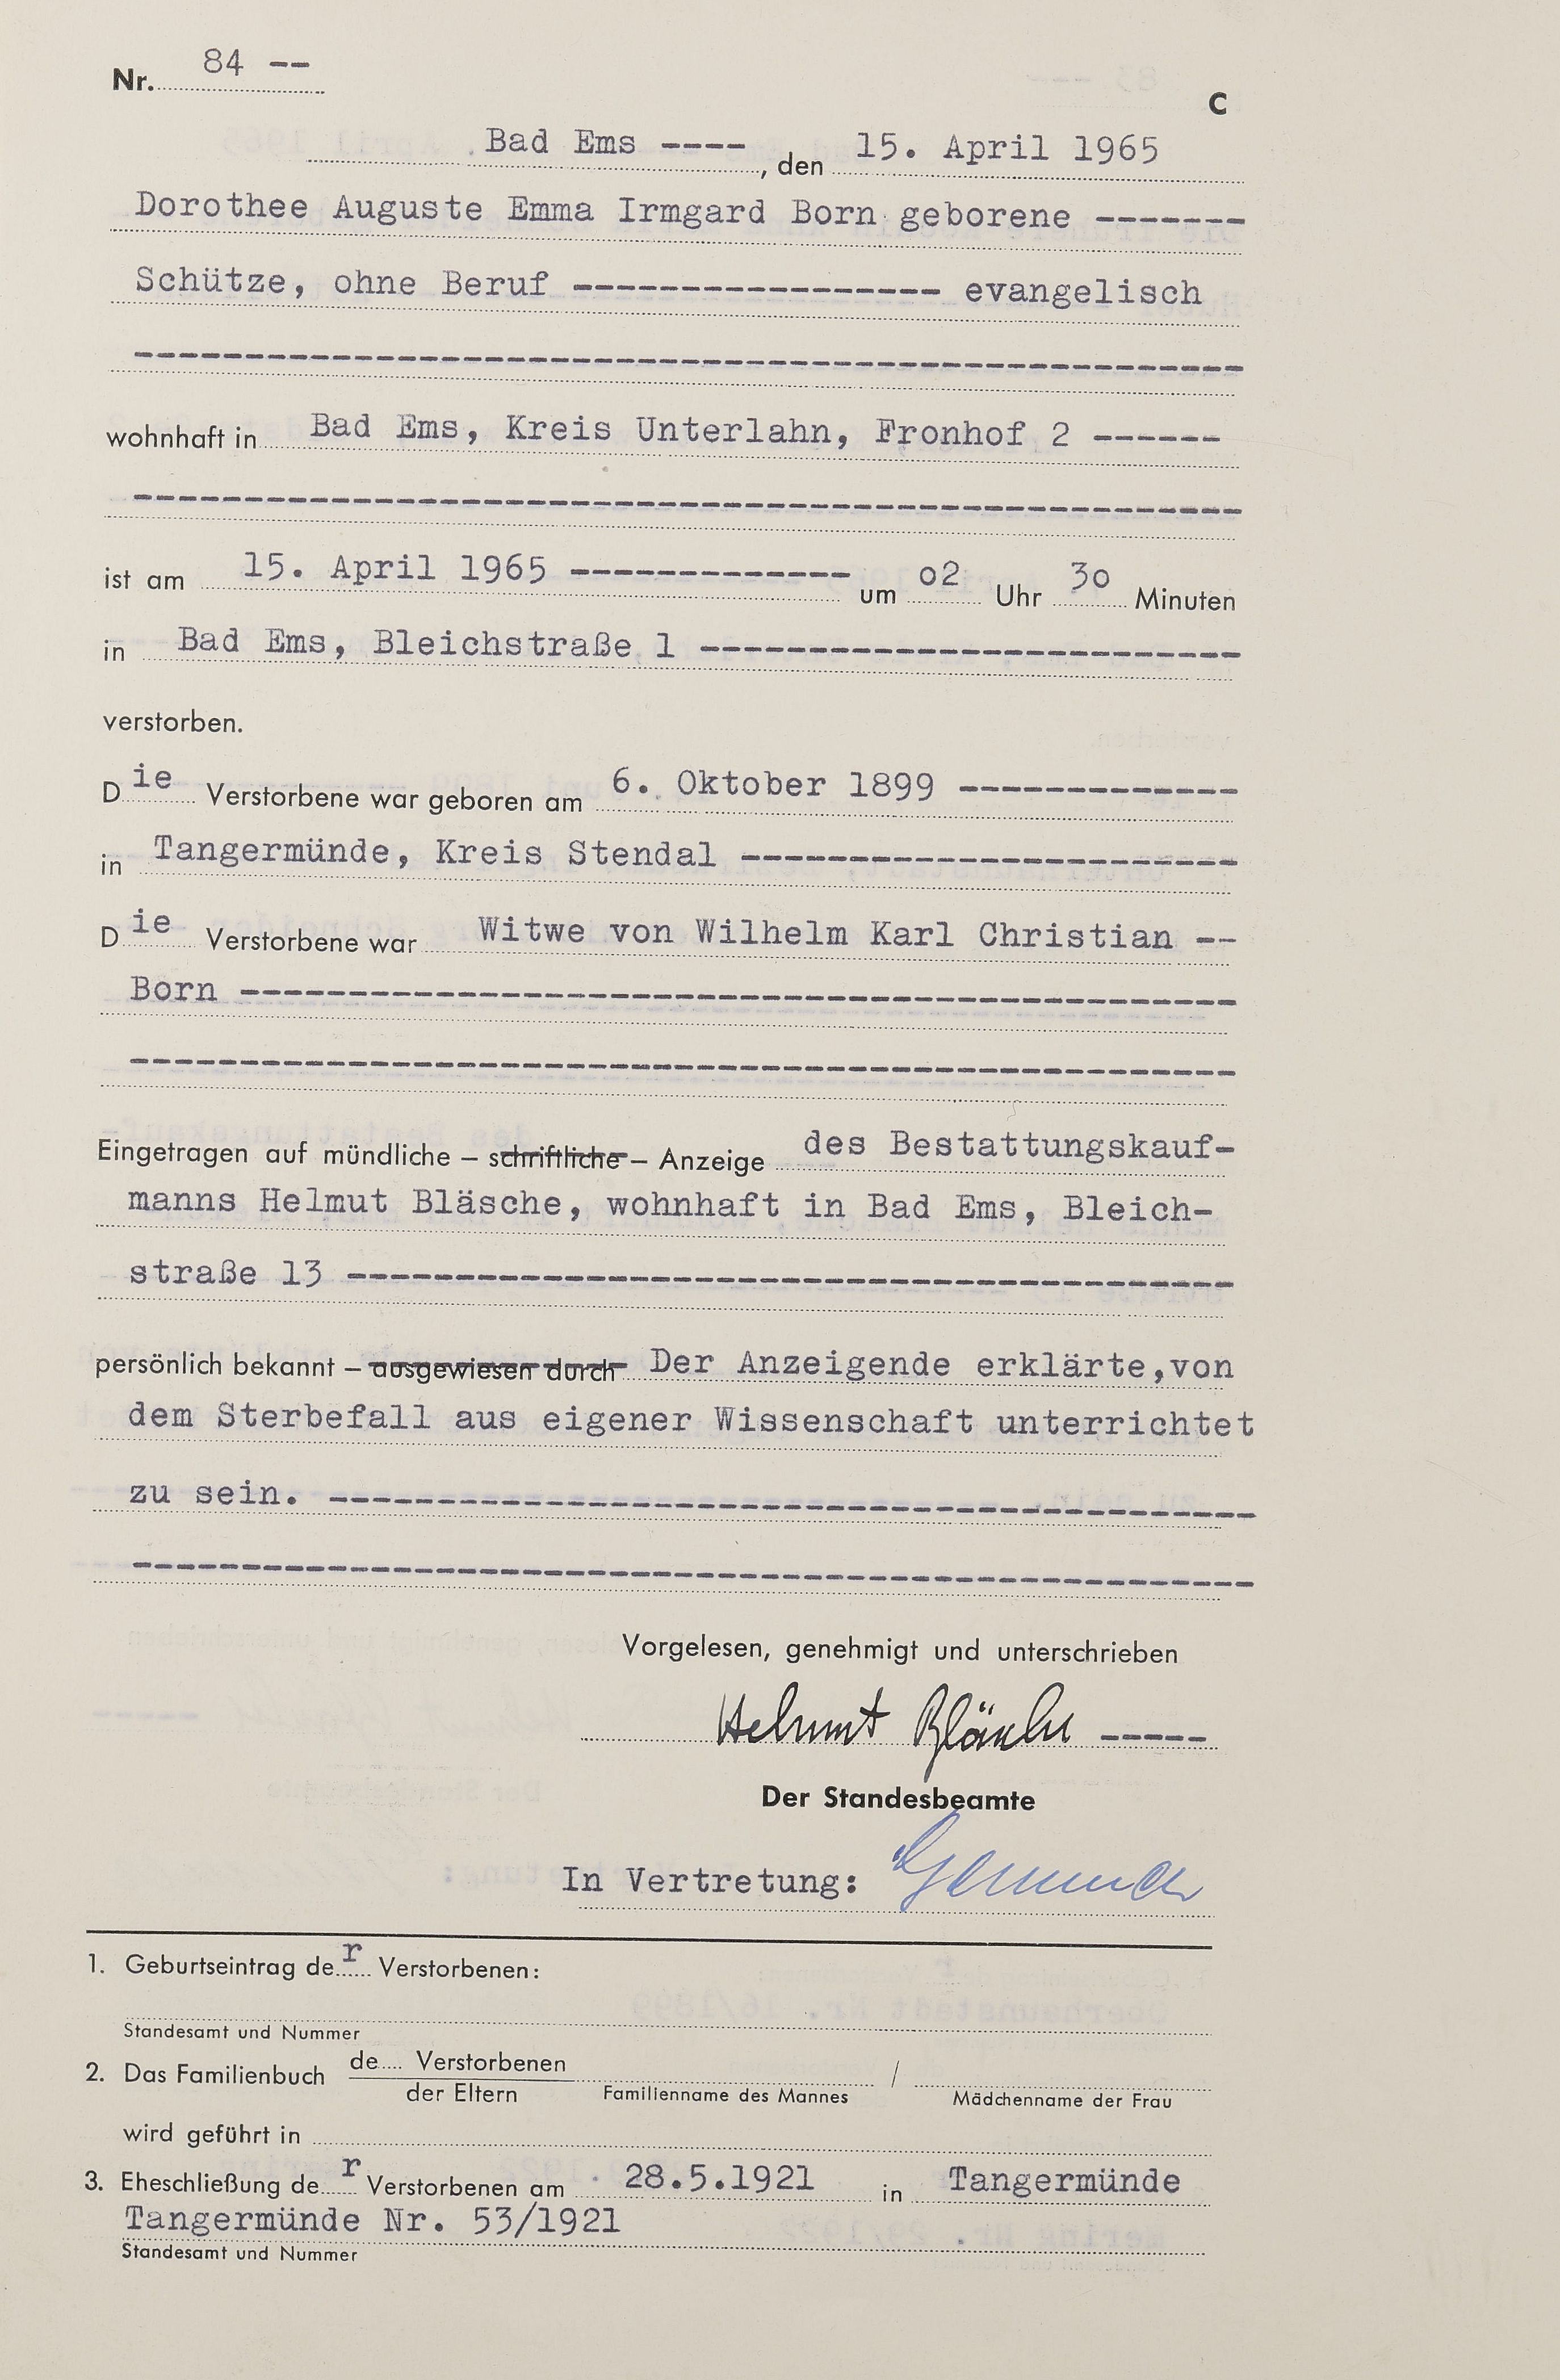 Nr. 84 --
C
Bad Ems ----, den 15. April 1965
Dorothee Auguste Emma Irmgard Born geborene -------
Schütze, ohne Beruf ----------------- evangelisch
wohnhaft in Bad Ems, Kreis Unterlahn, Fronhof 2 ------
ist am 15. April 1965 ------------- um o2 Uhr 3o Minuten
in Bad Ems, Bleichstraße 1 -------------------------
verstorben.
Die Verstorbene war geboren am 6. Oktober 1899 -------------
in Tangermünde, Kreis Stendal -----------------------
Die Verstorbene war Witwe von Wilhelm Karl Christian --
Born ----------------------------------------------
Eingetragen auf mündliche – schriftliche – Anzeige des Bestattungskauf-
manns Helmut Bläsche, wohnhaft in Bad Ems, Bleich-
straße 13 -----------------------------------------
persönlich bekannt – ausgewiesen durch Der Anzeigende erklärte,von
dem Sterbefall aus eigener Wissenschaft unterrichtet
zu sein. -------------------------------------------
Vorgelesen, genehmigt und unterschrieben
Helmut Bläsche -----
Der Standesbeamte
In Vertretung:
1. Geburtseintrag der Verstorbenen:
Standesamt und Nummer
2. Das Familienbuch de.... Verstorbenen /
der Eltern Familienname des Mannes Mädchenname der Frau
wird geführt in
3. Eheschließung der Verstorbenen am 28.5.1921 in Tangermünde
Tangermünde Nr. 53/1921
Standesamt und Nummer